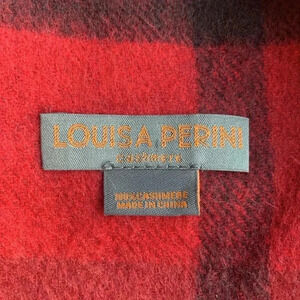 LOUISA PERINI
100% CASHMERE
MADE IN CHINA